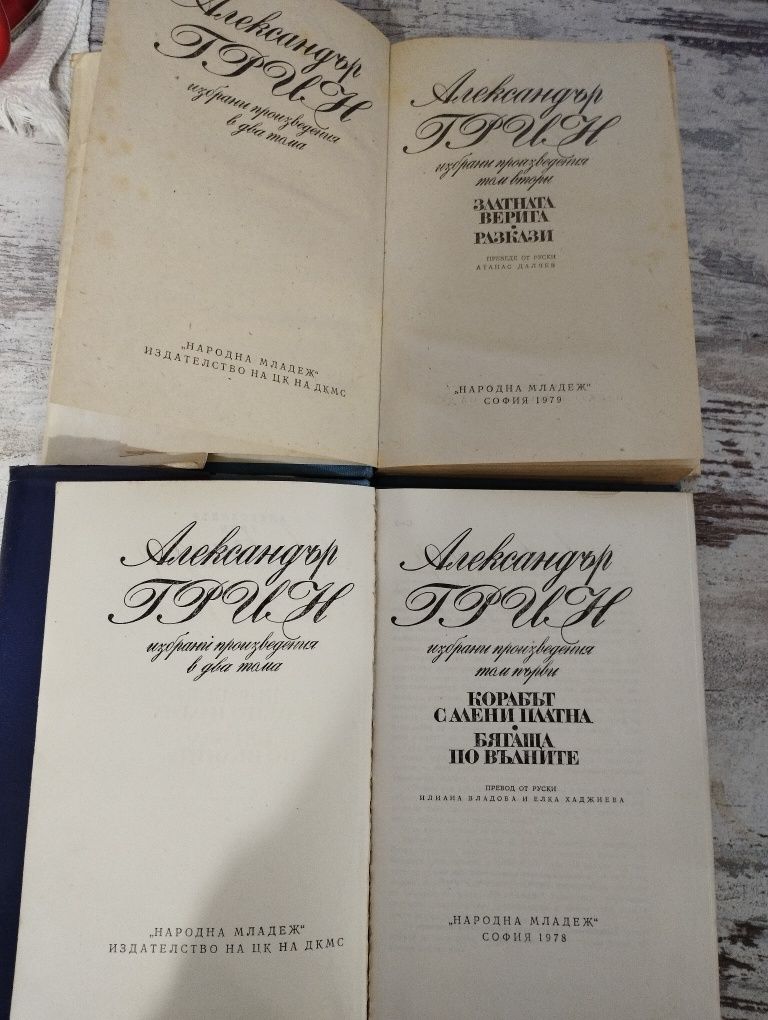 Александър
ГРИН
избрани произведения
в два тома
„НАРОДНА МЛАДЕЖ“
ИЗДАТЕЛСТВО НА ЦК НА ДКМС
Александър
ГРИН
избрани произведения
том втори
ЗЛАТНАТА
ВЕРИГА
•
РАЗКАЗИ
ПРЕВЕДЕ ОТ РУСКИ
АТАНАС ДАЛЧЕВ
„НАРОДНА МЛАДЕЖ“
СОФИЯ 1979
Александър
ГРИН
избрани произведения
в два тома
„НАРОДНА МЛАДЕЖ“
ИЗДАТЕЛСТВО НА ЦК НА ДКМС
Александър
ГРИН
избрани произведения
том първи
КОРАБЪТ
С АЛЕНИ ПЛАТНА
•
БЯГАЩА
ПО ВЪЛНИТЕ
ПРЕВОД ОТ РУСКИ
ИЛИАНА ВЛАДОВА И ЕЛКА ХАДЖИЕВА
„НАРОДНА МЛАДЕЖ“
СОФИЯ 1978